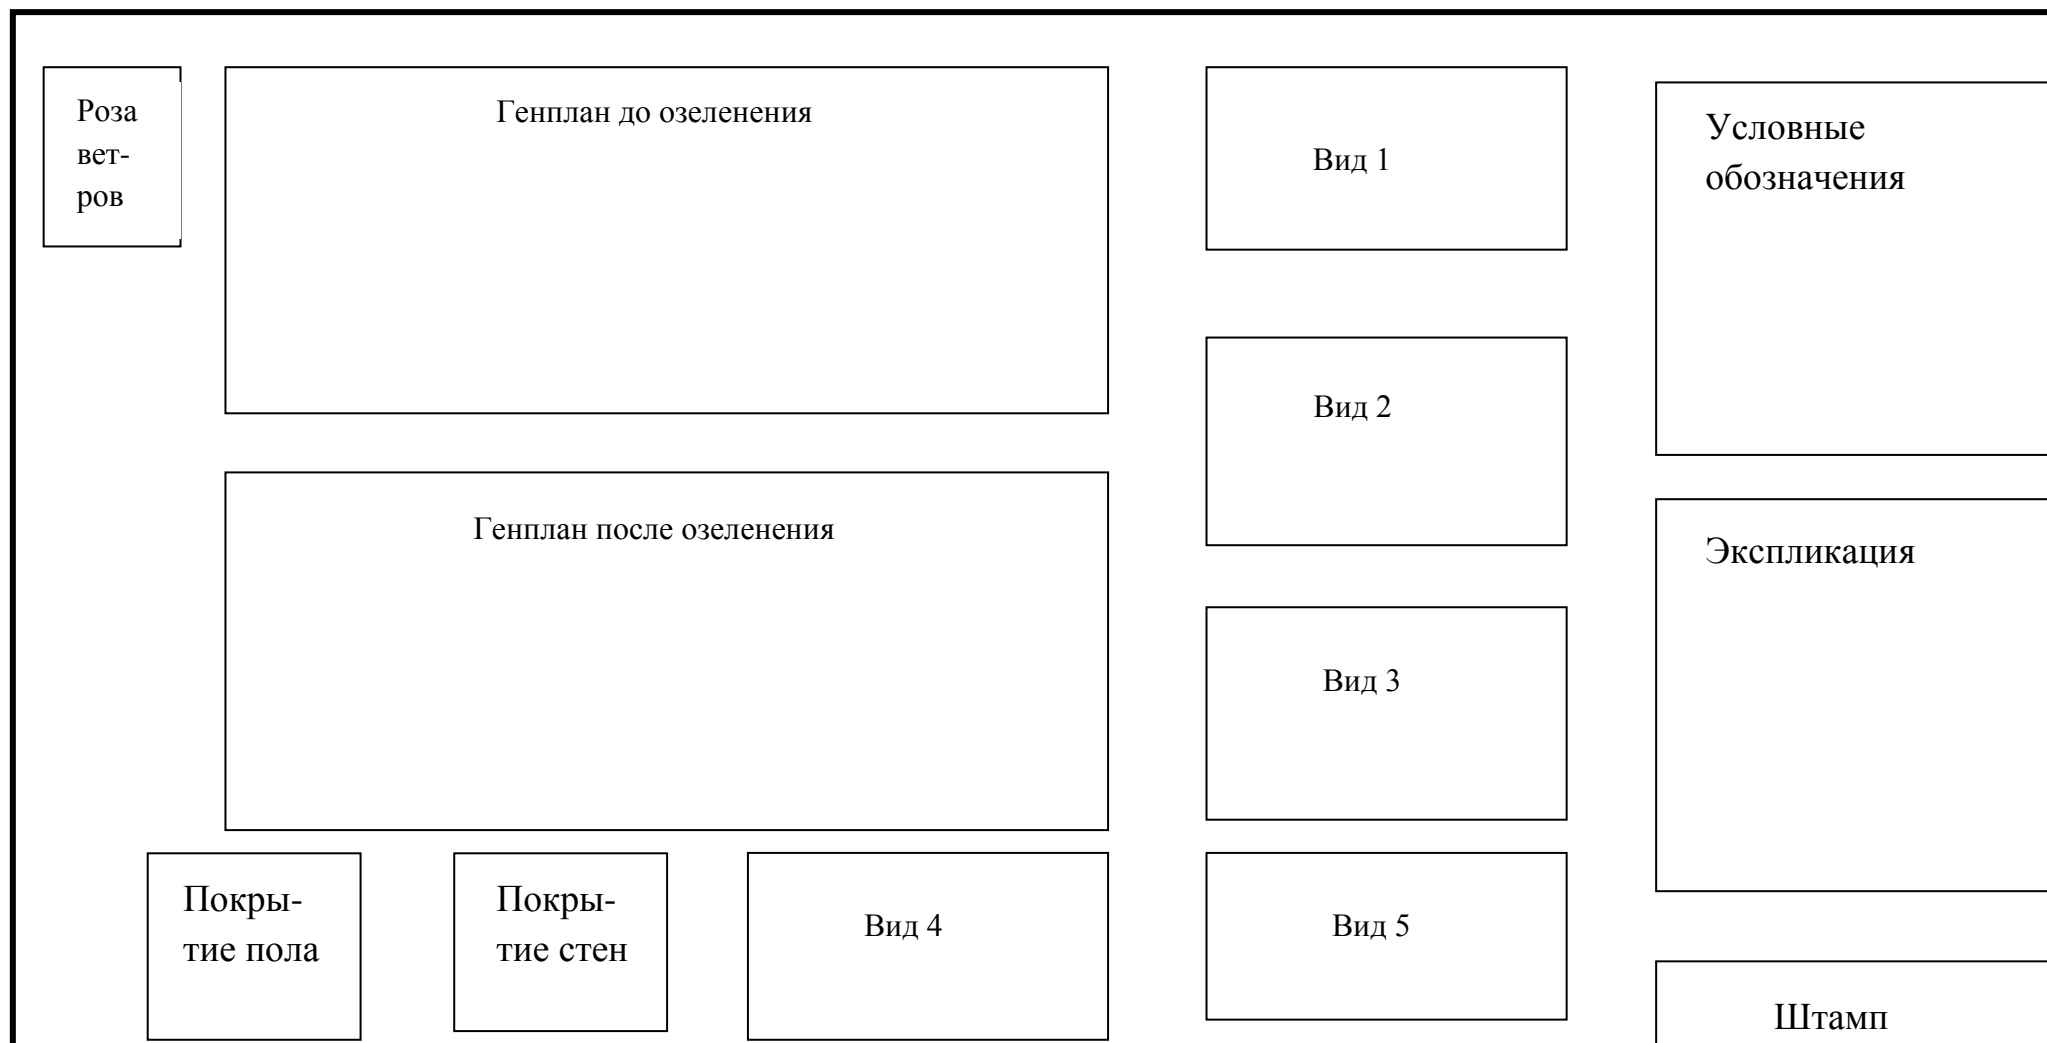 Роза
вет-
ров
Генплан до озеленения
Вид 1
Условные
обозначения
Вид 2
Генплан после озеленения
Экспликация
Вид 3
Покры-
тие пола
Покры-
тие стен
Вид 4
Вид 5
Штамп